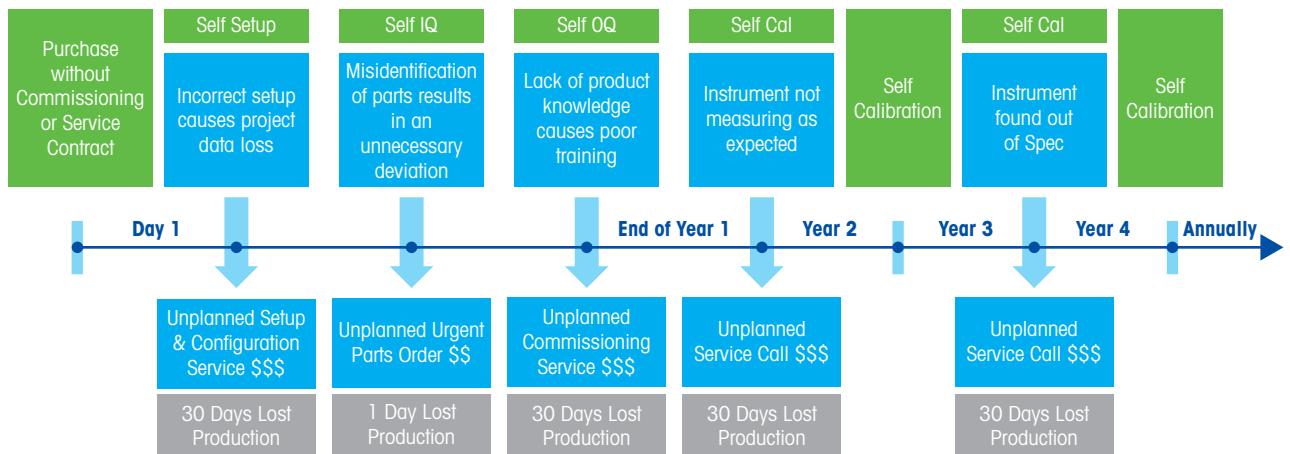 Purchase
without
Commissioning
or Service
Contract
Self Setup
Incorrect setup
causes project
data loss
Self IQ
Misidentification
of parts results
in an
unnecessary
deviation
Self OQ
Lack of product
knowledge
causes poor
training
Self Cal
Instrument not
measuring as
expected
Self
Calibration
Self Cal
Instrument
found out
of Spec
Self
Calibration
Day 1
End of Year 1
Year 2
Year 3
Year 4
Annually
Unplanned Setup
& Configuration
Service $$$
30 Days Lost
Production
Unplanned Urgent
Parts Order $$
1 Day Lost
Production
Unplanned
Commissioning
Service $$$
30 Days Lost
Production
Unplanned
Service Call $$$
30 Days Lost
Production
Unplanned
Service Call $$$
30 Days Lost
Production